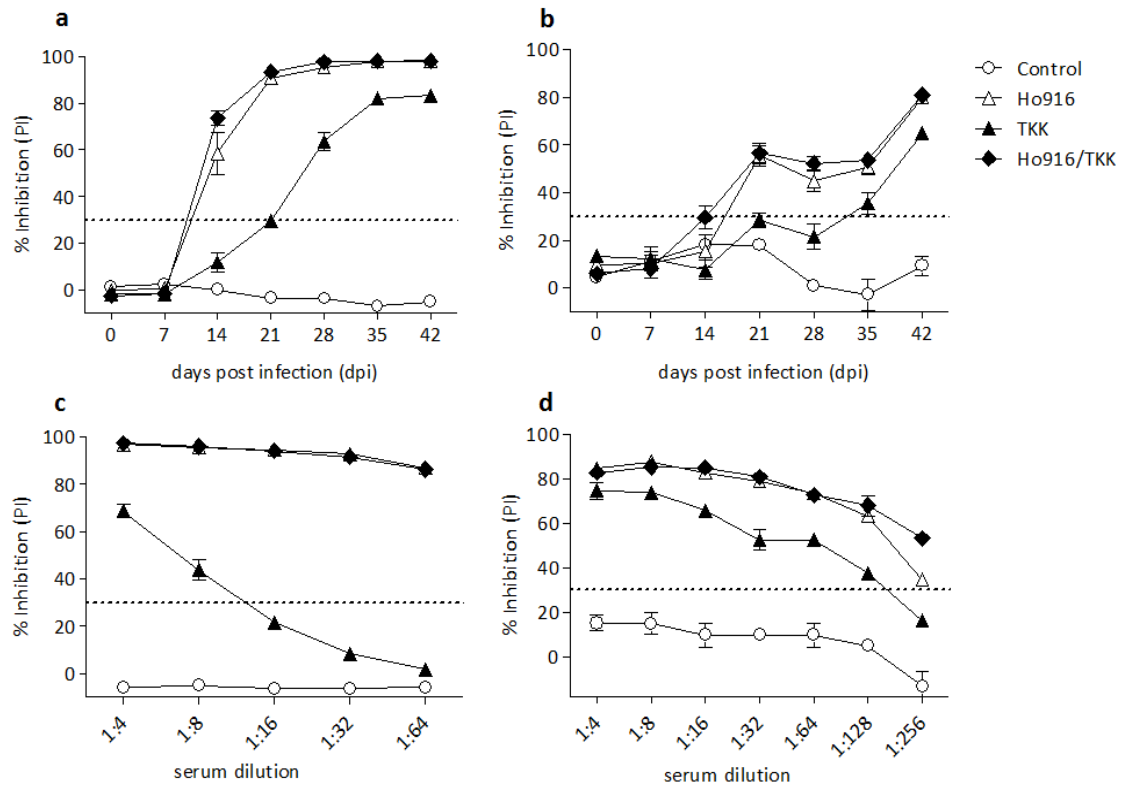 a
% Inhibition (PI)
100
80
60
40
20
0
0 7 14 21 28 35 42
days post infection (dpi)
b
% Inhibition (PI)
100
80
60
40
20
0
0 7 14 21 28 35 42
days post infection (dpi)
Control
Ho916
TKK
Ho916/TKK
c
% Inhibition (PI)
100
80
60
40
20
0
1:4 1:8 1:16 1:32 1:64
serum dilution
d
% Inhibition (PI)
100
80
60
40
20
0
1:4 1:8 1:16 1:32 1:64 1:128 1:256
serum dilution